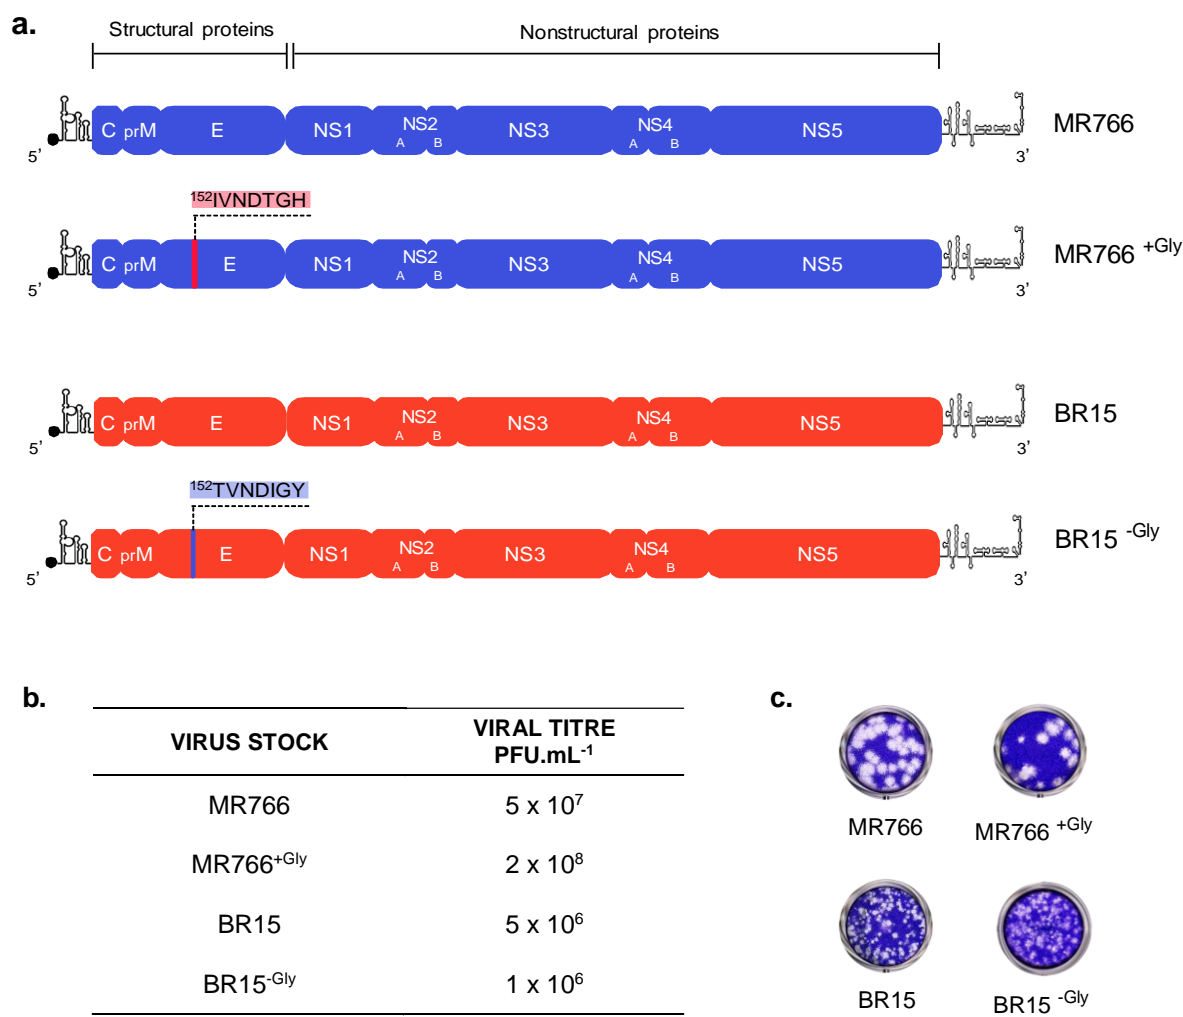 a.
Structural proteins
Nonstructural proteins
5’
C prM E NS1 NS2 A B NS3 NS4 A B NS5
3’
MR766
¹⁵²IVNDTGH
5’
C prM E NS1 NS2 A B NS3 NS4 A B NS5
3’
MR766 ⁺ᴳˡʸ
5’
C prM E NS1 NS2 A B NS3 NS4 A B NS5
3’
BR15
¹⁵²TVNDIGY
5’
C prM E NS1 NS2 A B NS3 NS4 A B NS5
3’
BR15 ⁻ᴳˡʸ
b.
VIRUS STOCK
VIRAL TITRE
PFU.mL⁻¹
MR766 5 x 10⁷
MR766⁺ᴳˡʸ 2 x 10⁸
BR15 5 x 10⁶
BR15⁻ᴳˡʸ 1 x 10⁶
c.
MR766
MR766 ⁺ᴳˡʸ
BR15
BR15 ⁻ᴳˡʸ